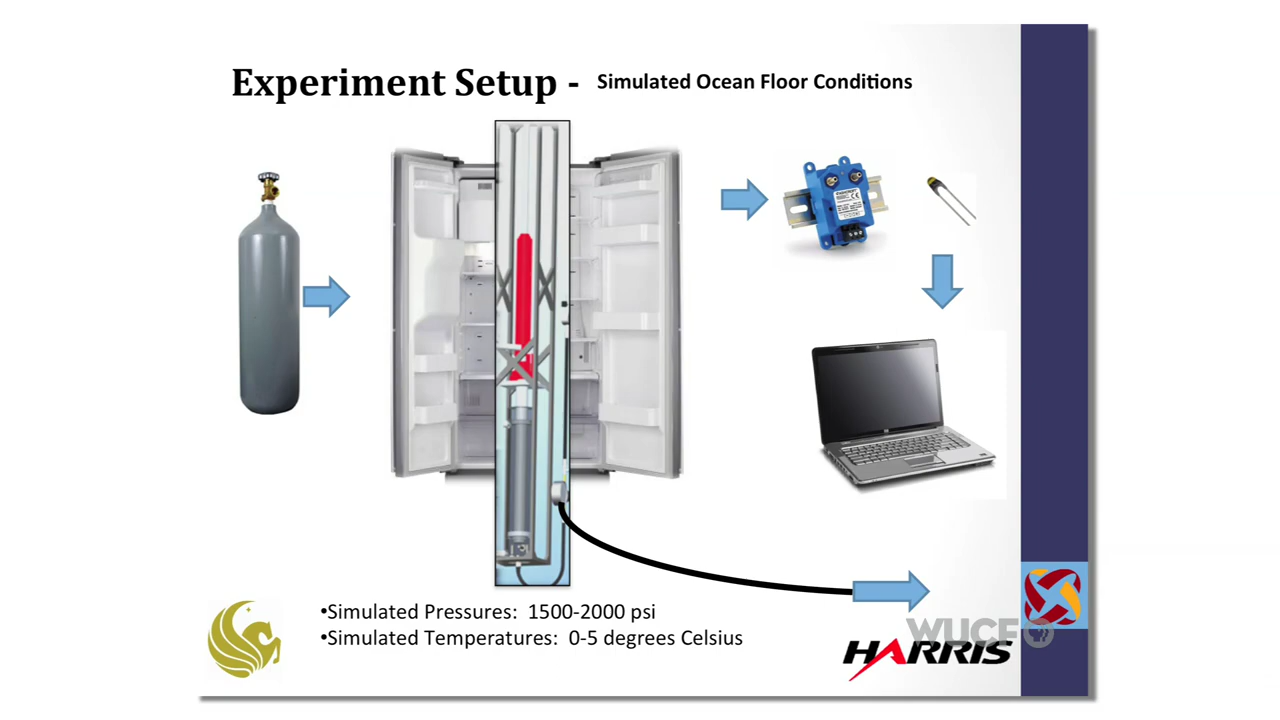 Experiment Setup - Simulated Ocean Floor Conditions
•Simulated Pressures: 1500-2000 psi
•Simulated Temperatures: 0-5 degrees Celsius
WUCF
HARRIS